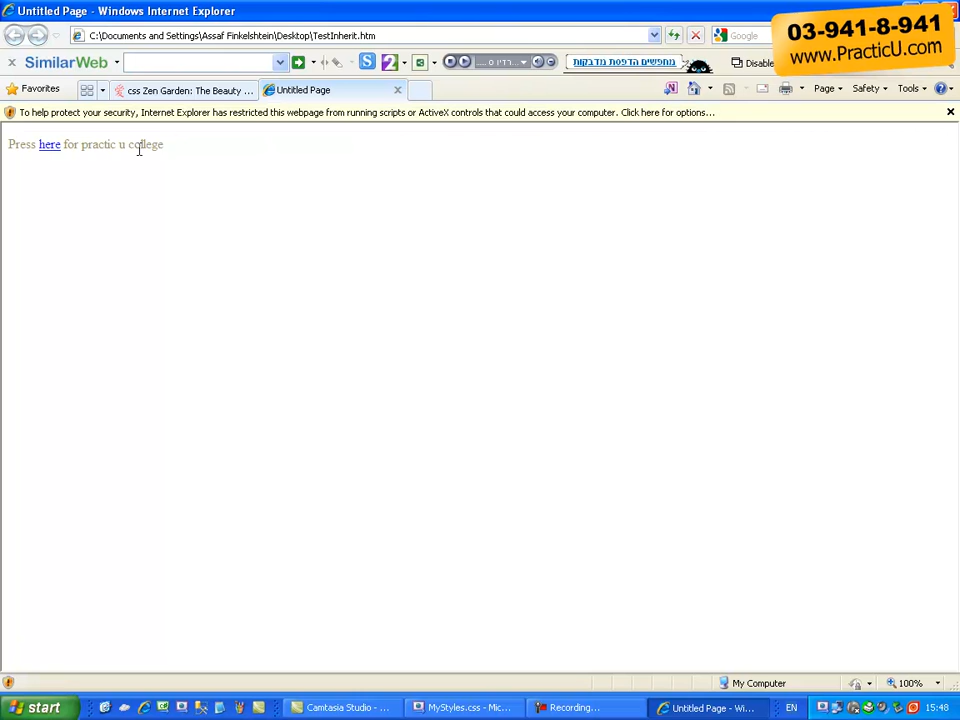 Untitled Page - Windows Internet Explorer
03-941-8-941
www.PracticU.com
C:\Documents and Settings\Assaf Finkelshtein\Desktop\TestInherit.htm
Google
SimilarWeb
מחפשים הדפסת מדבקות
Disable
Favorites
css Zen Garden: The Beauty ...
Untitled Page
Page
Safety
Tools
To help protect your security, Internet Explorer has restricted this webpage from running scripts or ActiveX controls that could access your computer. Click here for options...
Press here for practic u college
My Computer
100%
start
Camtasia Studio - ...
MyStyles.css - Mic...
Recording...
Untitled Page - Wi...
EN
15:48